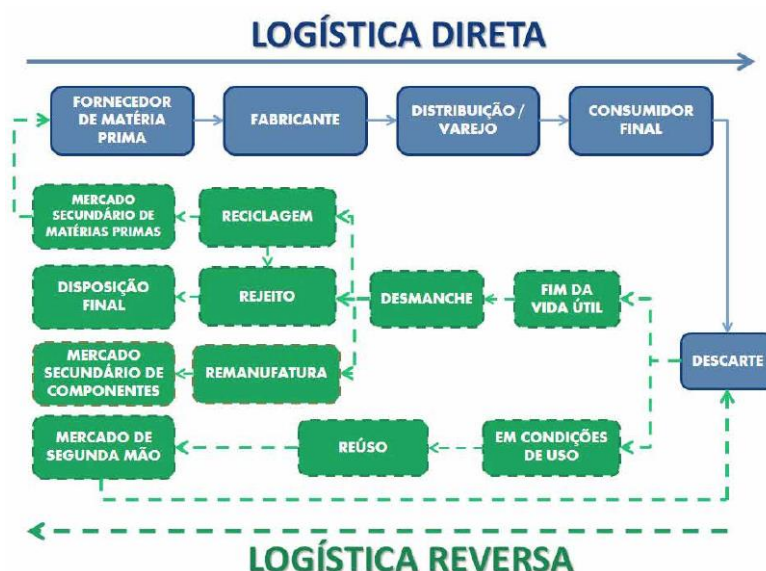 LOGÍSTICA DIRETA
FORNECEDOR
DE MATÉRIA
PRIMA
FABRICANTE
DISTRIBUIÇÃO /
VAREJO
CONSUMIDOR
FINAL
MERCADO
SECUNDÁRIO DE
MATÉRIAS PRIMAS
RECICLAGEM
DISPOSIÇÃO
FINAL
REJEITO
DESMANCHE
FIM DA
VIDA ÚTIL
DESCARTE
MERCADO
SECUNDÁRIO DE
COMPONENTES
REMANUFATURA
MERCADO DE
SEGUNDA MÃO
REÚSO
EM CONDIÇÕES
DE USO
LOGÍSTICA REVERSA